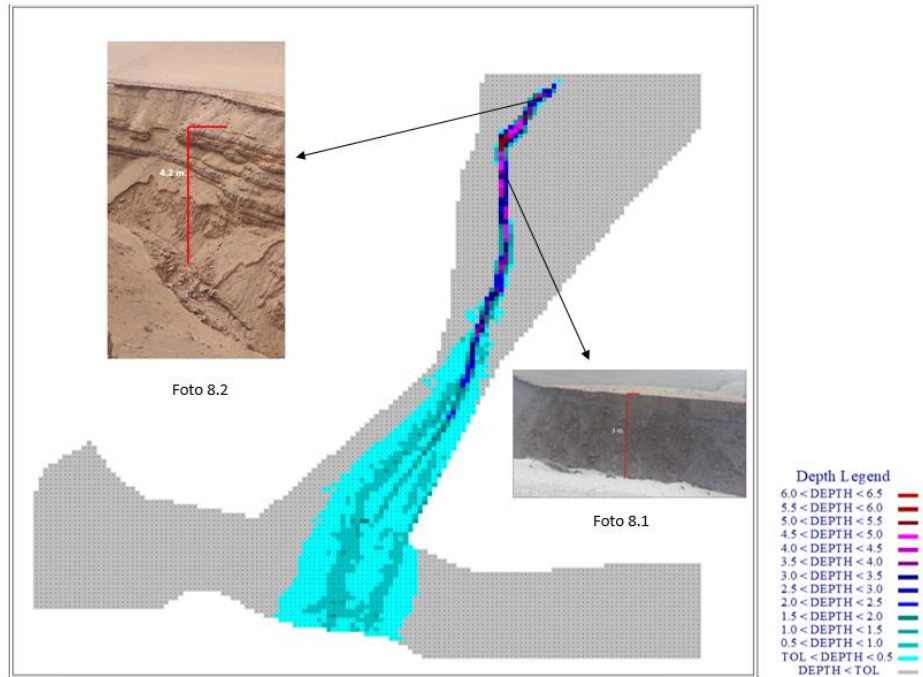 4.2 m.
Foto 8.2
3 m.
Foto 8.1
Depth Legend
6.0 < DEPTH < 6.5
5.5 < DEPTH < 6.0
5.0 < DEPTH < 5.5
4.5 < DEPTH < 5.0
4.0 < DEPTH < 4.5
3.5 < DEPTH < 4.0
3.0 < DEPTH < 3.5
2.5 < DEPTH < 3.0
2.0 < DEPTH < 2.5
1.5 < DEPTH < 2.0
1.0 < DEPTH < 1.5
0.5 < DEPTH < 1.0
TOL < DEPTH < 0.5
DEPTH < TOL